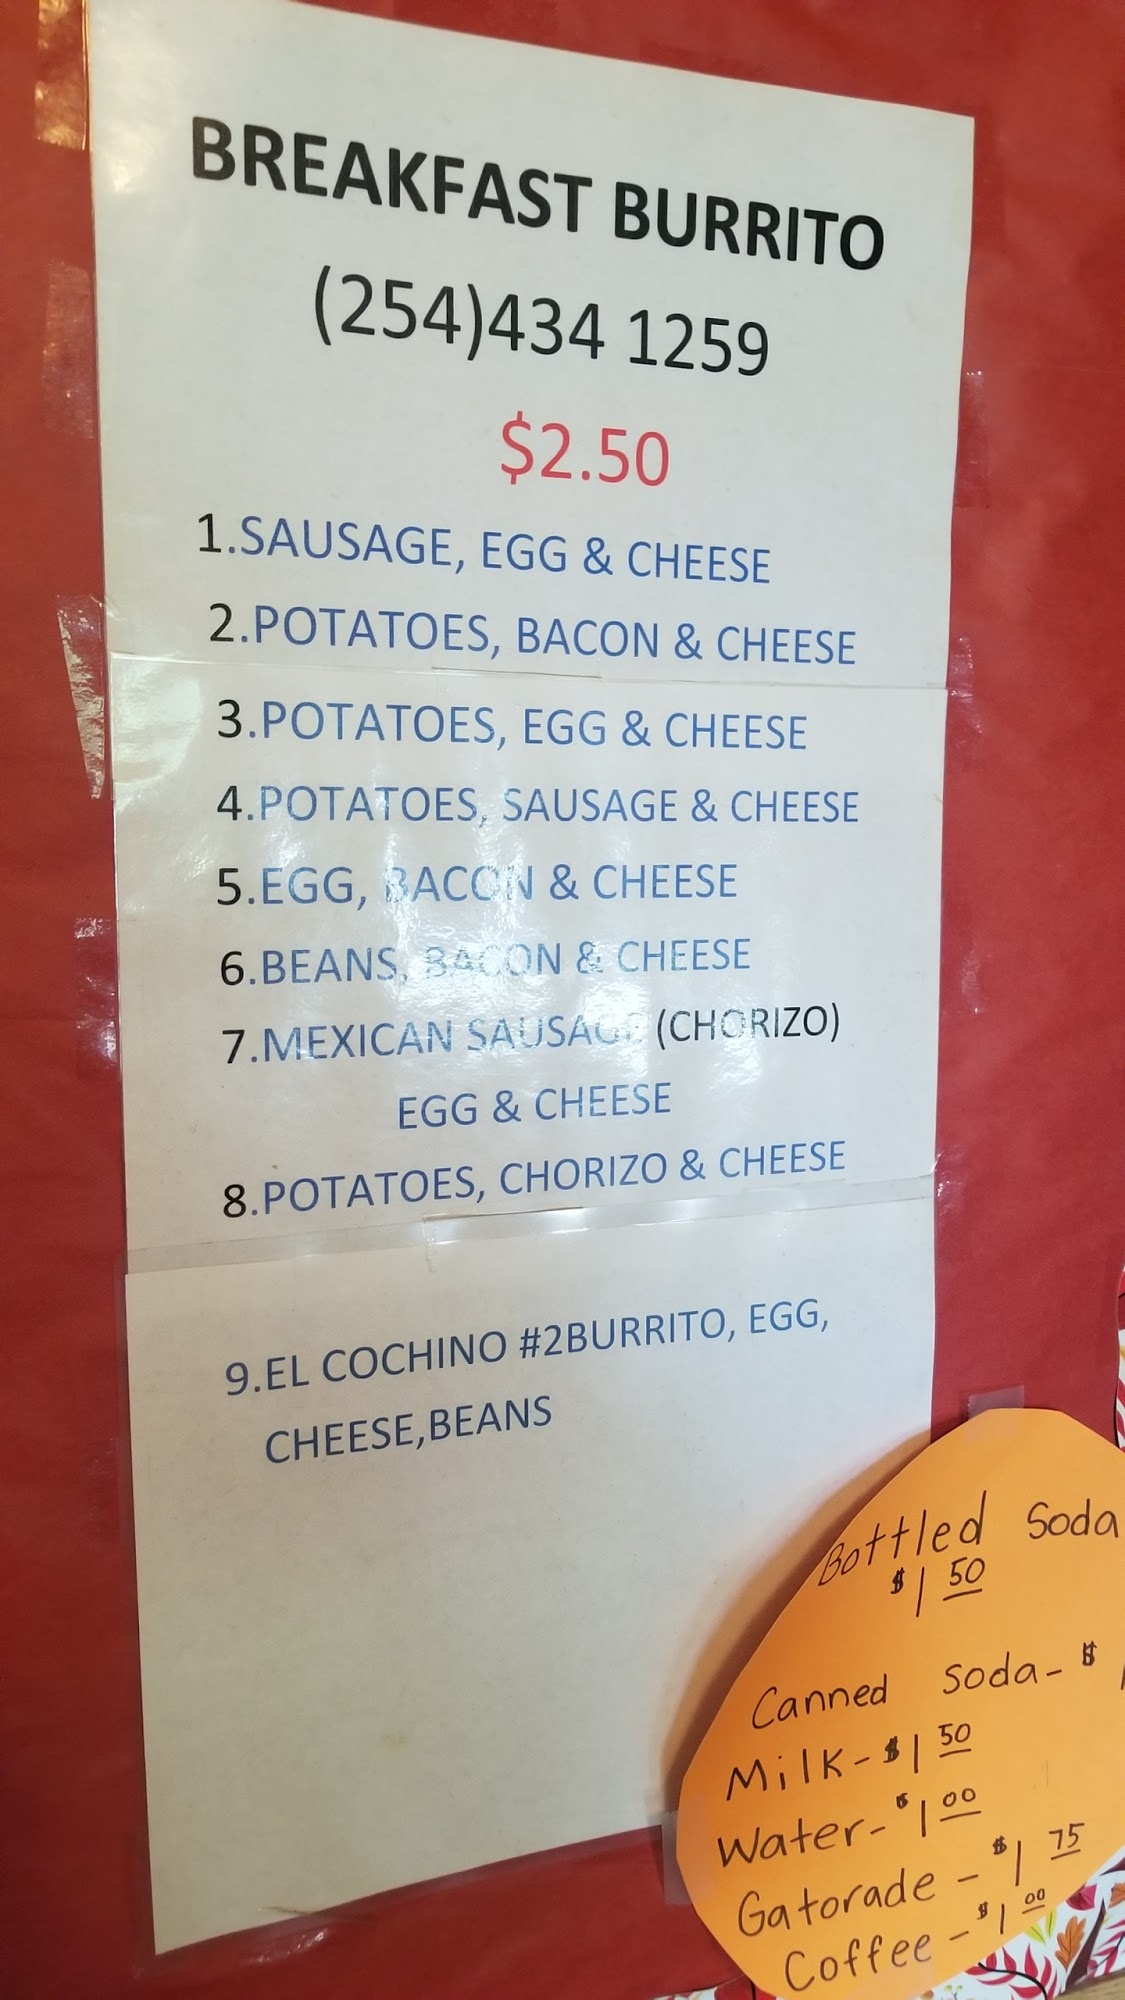 BREAKFAST BURRITO
(254)434 1259
$2.50
1.SAUSAGE, EGG & CHEESE
2.POTATOES, BACON & CHEESE
3.POTATOES, EGG & CHEESE
4.POTATOES, SAUSAGE & CHEESE
5.EGG, BACON & CHEESE
6.BEANS, BACON & CHEESE
7.MEXICAN SAUSAGE (CHORIZO)
EGG & CHEESE
8.POTATOES, CHORIZO & CHEESE
9.EL COCHINO #2BURRITO, EGG,
CHEESE,BEANS
Bottled Soda
$1 50
Canned Soda- $
Milk-$1 50
Water-$1 00
Gatorade - $1 75
Coffee-$1 00